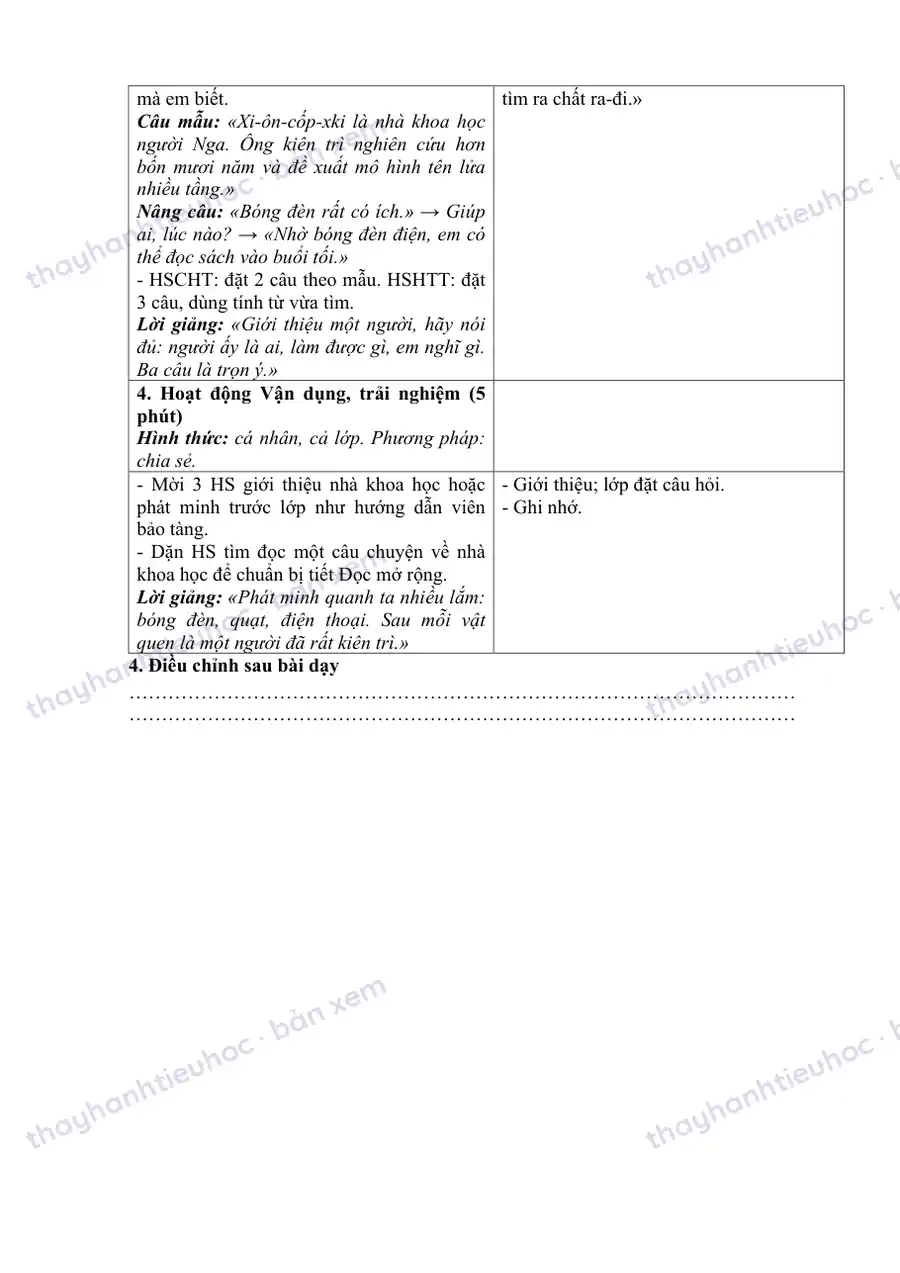 mà em biết.
Câu mẫu: «Xi-ôn-cốp-xki là nhà khoa học
người Nga. Ông kiên trì nghiên cứu hơn
bốn mươi năm và đề xuất mô hình tên lửa
nhiều tầng.»
Nâng câu: «Bóng đèn rất có ích.» → Giúp
ai, lúc nào? → «Nhờ bóng đèn điện, em có
thể đọc sách vào buổi tối.»
- HSCHT: đặt 2 câu theo mẫu. HSHTT: đặt
3 câu, dùng tính từ vừa tìm.
Lời giảng: «Giới thiệu một người, hãy nói
đủ: người ấy là ai, làm được gì, em nghĩ gì.
Ba câu là trọn ý.»
tìm ra chất ra-đi.»
4. Hoạt động Vận dụng, trải nghiệm (5
phút)
Hình thức: cá nhân, cả lớp. Phương pháp:
chia sẻ.
- Mời 3 HS giới thiệu nhà khoa học hoặc
phát minh trước lớp như hướng dẫn viên
bảo tàng.
- Dặn HS tìm đọc một câu chuyện về nhà
khoa học để chuẩn bị tiết Đọc mở rộng.
Lời giảng: «Phát minh quanh ta nhiều lắm:
bóng đèn, quạt, điện thoại. Sau mỗi vật
quen là một người đã rất kiên trì.»
- Giới thiệu; lớp đặt câu hỏi.
- Ghi nhớ.
4. Điều chỉnh sau bài dạy
thayhanhtieuhoc · bản xem
thayhanhtieuhoc · b
thayhanhtieuhoc · bản xem
thayhanhtieuhoc · b
thayhanhtieuhoc · bản xem
thayhanhtieuhoc · b